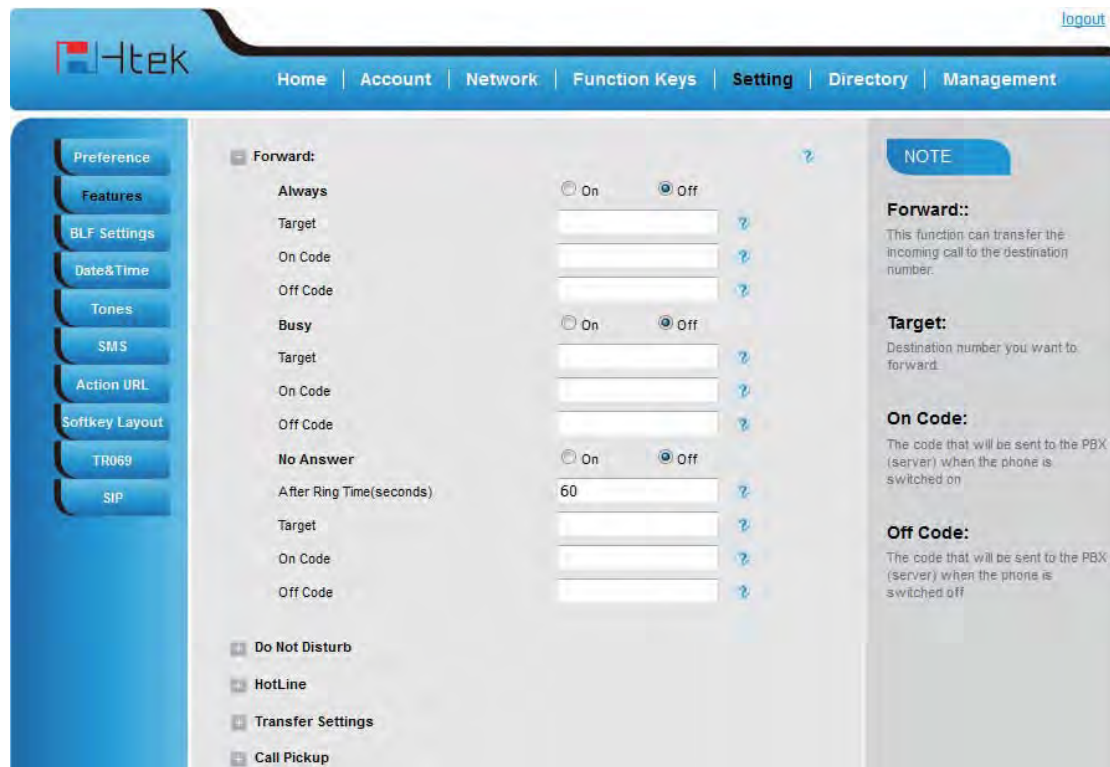 logout
Htek
Home | Account | Network | Function Keys | Setting | Directory | Management
Preference
Features
BLF Settings
Date&Time
Tones
SMS
Action URL
Softkey Layout
TR069
SIP
Forward: ?
Always On Off
Target ?
On Code ?
Off Code ?
Busy On Off
Target ?
On Code ?
Off Code ?
No Answer On Off
After Ring Time(seconds) 60 ?
Target ?
On Code ?
Off Code ?
Do Not Disturb
HotLine
Transfer Settings
Call Pickup
NOTE
Forward::
This function can transfer the
incoming call to the destination
number.
Target:
Destination number you want to
forward.
On Code:
The code that will be sent to the PBX
(server) when the phone is
switched on
Off Code:
The code that will be sent to the PBX
(server) when the phone is
switched off